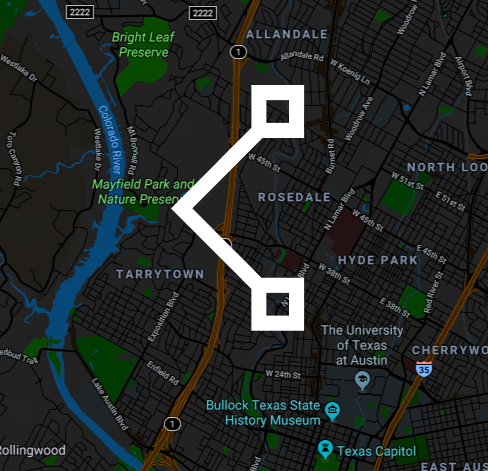 2222
2222
Bright Leaf
Preserve
ALLANDALE
1
Allandale Rd
W Koenig Ln
Woodrow
N Lamar Blvd
Airport Blvd
Westlake Dr
Colorado River
Westlake Dr
Mt Bonnell Rd
Toro Canyon Rd
Woodrow Ave
Burnet Rd
W 45th St
NORTH LOO
Mayfield Park and
Nature Preserv
ROSEDALE
W 51st St
E 51st St
N Lamar Blvd
W 45th St
E 45th St
HYDE PARK
TARRYTOWN
W 38th St
Red River St
E 38th St
Exposition Blvd
The University
of Texas
at Austin
CHERRYWO
35
edbud Trail
Enfield Rd
W 24th St
Lake Austin Blvd
Bullock Texas State
History Museum
1
Rollingwood
Texas Capitol
EAST AUS